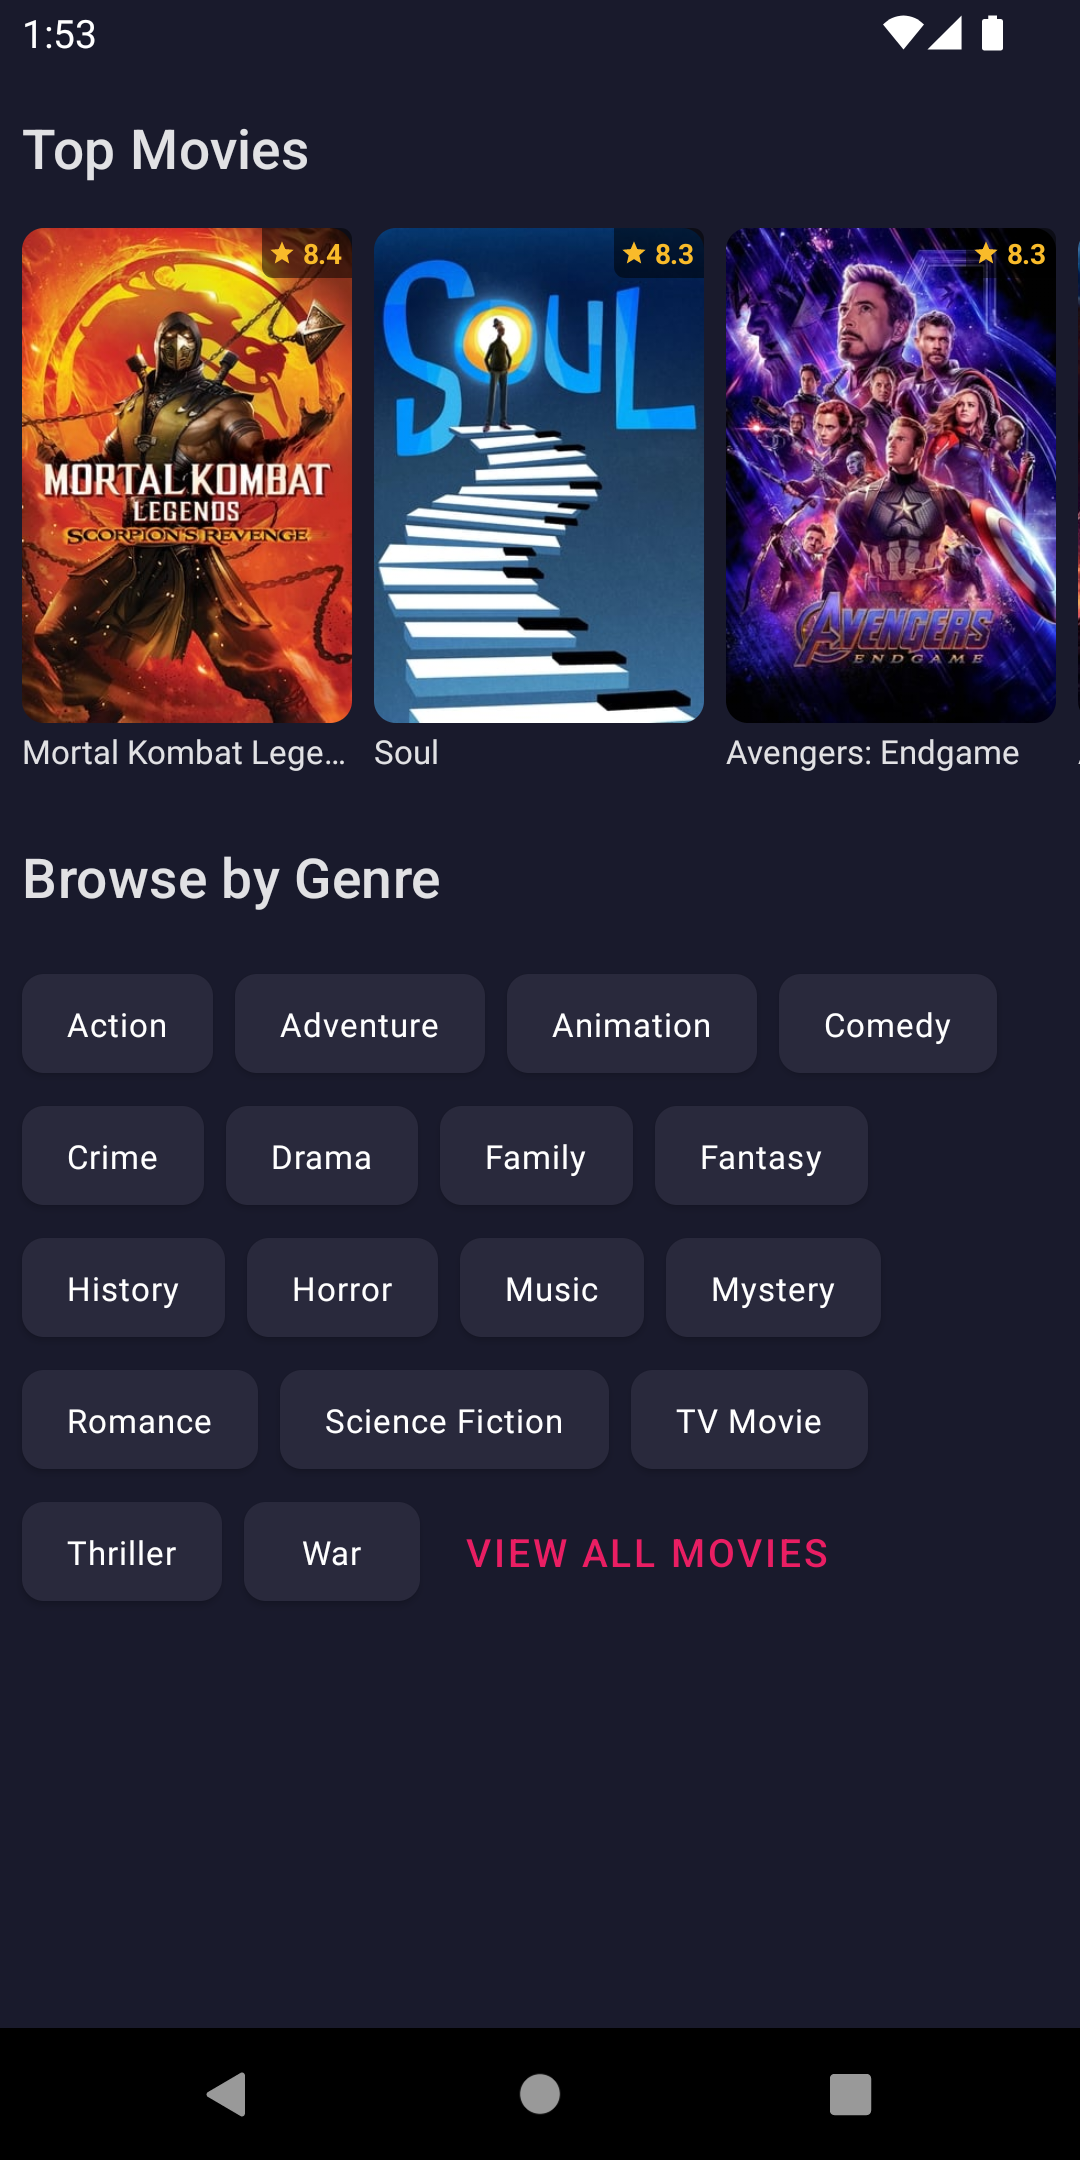 1:53
Top Movies
8.4
8.3
8.3
MORTAL KOMBAT
LEGENDS
SCORPION'S REVENGE
SOUL
AVENGERS
ENDGAME
Mortal Kombat Lege...
Soul
Avengers: Endgame
Browse by Genre
Action Adventure Animation Comedy
Crime Drama Family Fantasy
History Horror Music Mystery
Romance Science Fiction TV Movie
Thriller War VIEW ALL MOVIES